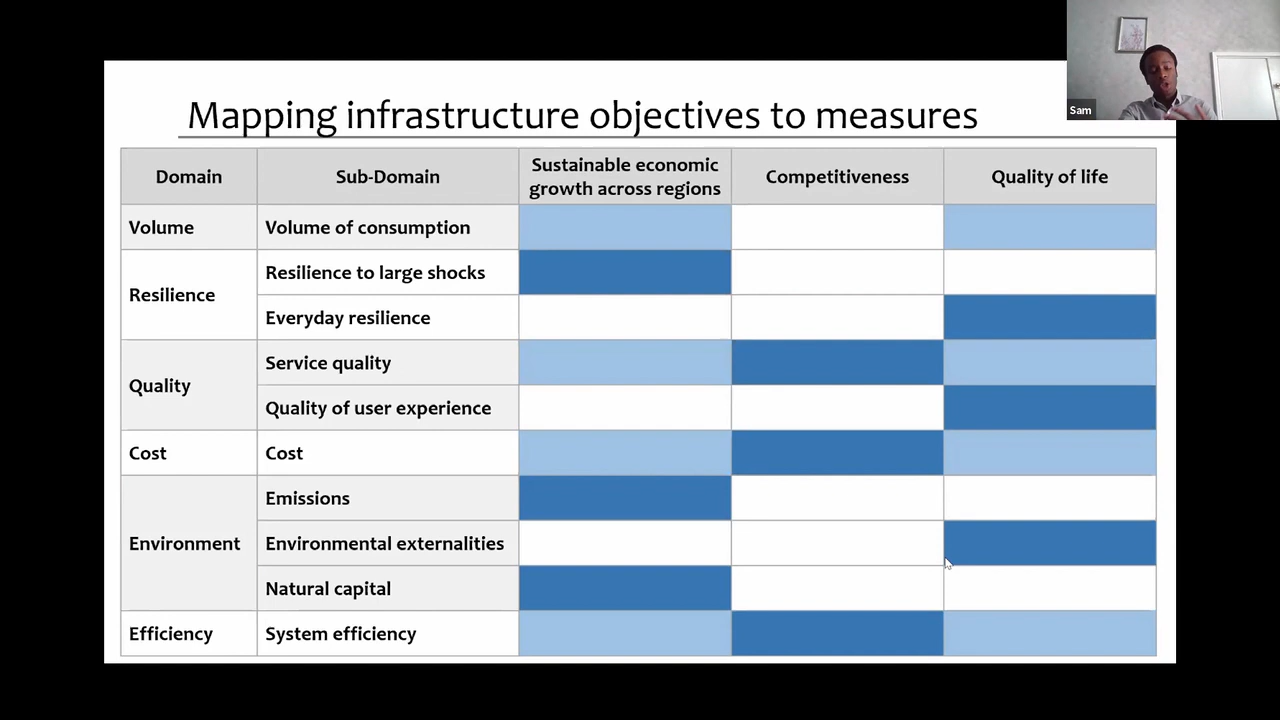 Mapping infrastructure objectives to measures
Sam
Domain
Sub-Domain
Sustainable economic
growth across regions
Competitiveness
Quality of life
Volume
Volume of consumption
Resilience
Resilience to large shocks
Everyday resilience
Quality
Service quality
Quality of user experience
Cost
Cost
Environment
Emissions
Environmental externalities
Natural capital
Efficiency
System efficiency